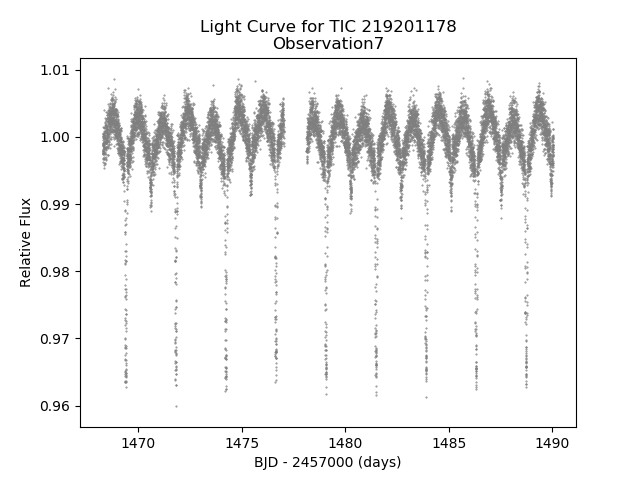 Light Curve for TIC 219201178
Observation7
1.01
1.00
0.99
0.98
0.97
0.96
Relative Flux
1470
1475
1480
1485
1490
BJD - 2457000 (days)